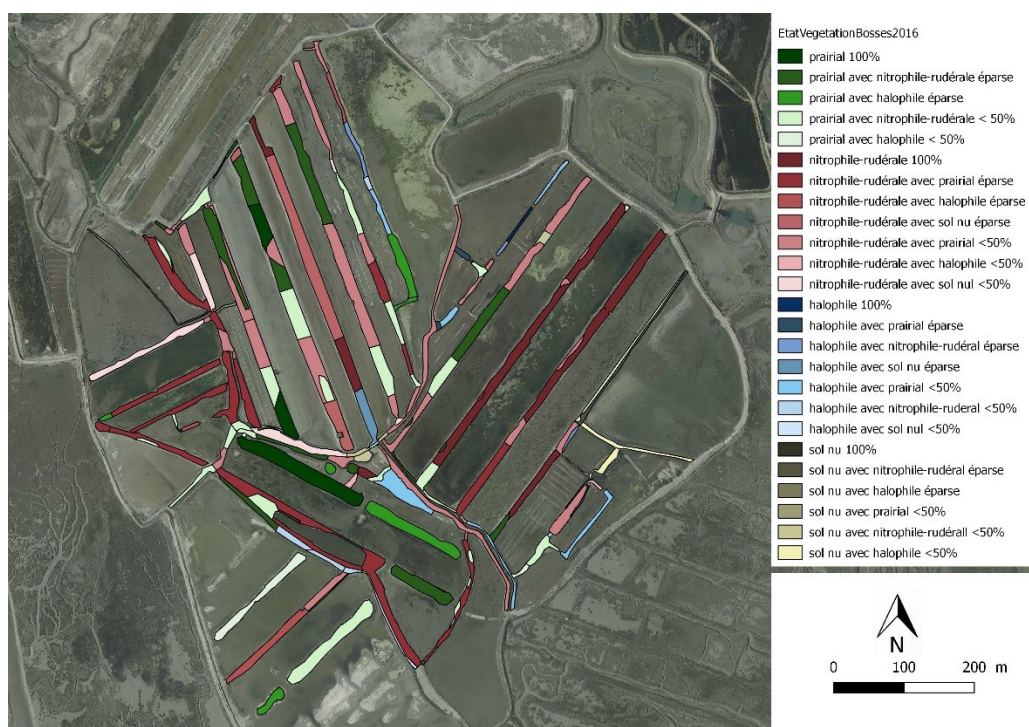 EtatVegetationBosses2016
prairial 100%
prairial avec nitrophile-rudérale éparse
prairial avec halophile éparse
prairial avec nitrophile-rudérale < 50%
prairial avec halophile < 50%
nitrophile-rudérale 100%
nitrophile-rudérale avec prairial éparse
nitrophile-rudérale avec halophile éparse
nitrophile-rudérale avec sol nu éparse
nitrophile-rudérale avec prairial <50%
nitrophile-rudérale avec halophile <50%
nitrophile-rudérale avec sol nul <50%
halophile 100%
halophile avec prairial éparse
halophile avec nitrophile-rudéral éparse
halophile avec sol nu éparse
halophile avec prairial <50%
halophile avec nitrophile-ruderal <50%
halophile avec sol nul <50%
sol nu 100%
sol nu avec nitrophile-rudéral éparse
sol nu avec halophile éparse
sol nu avec prairial <50%
sol nu avec nitrophile-rudérall <50%
sol nu avec halophile <50%
N
0 100 200 m